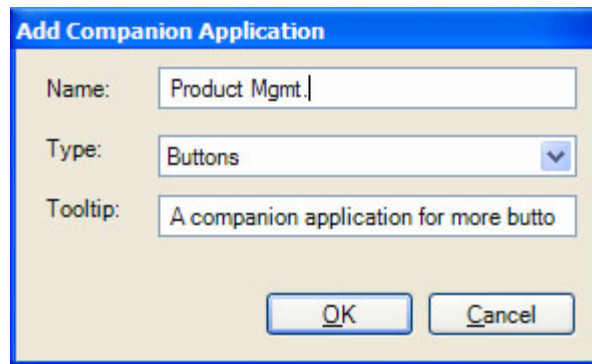 Add Companion Application
Name: Product Mgmt.
Type: Buttons
Tooltip: A companion application for more butto
OK Cancel